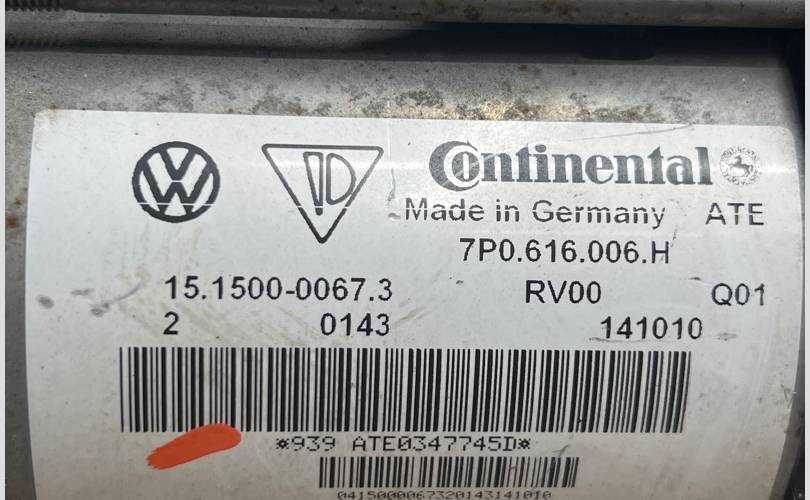 Continental
Made in Germany ATE
7P0.616.006.H
15.1500-0067.3 RV00 Q01
2 0143 141010
*939 ATE0347745D*
0415000067320143141010